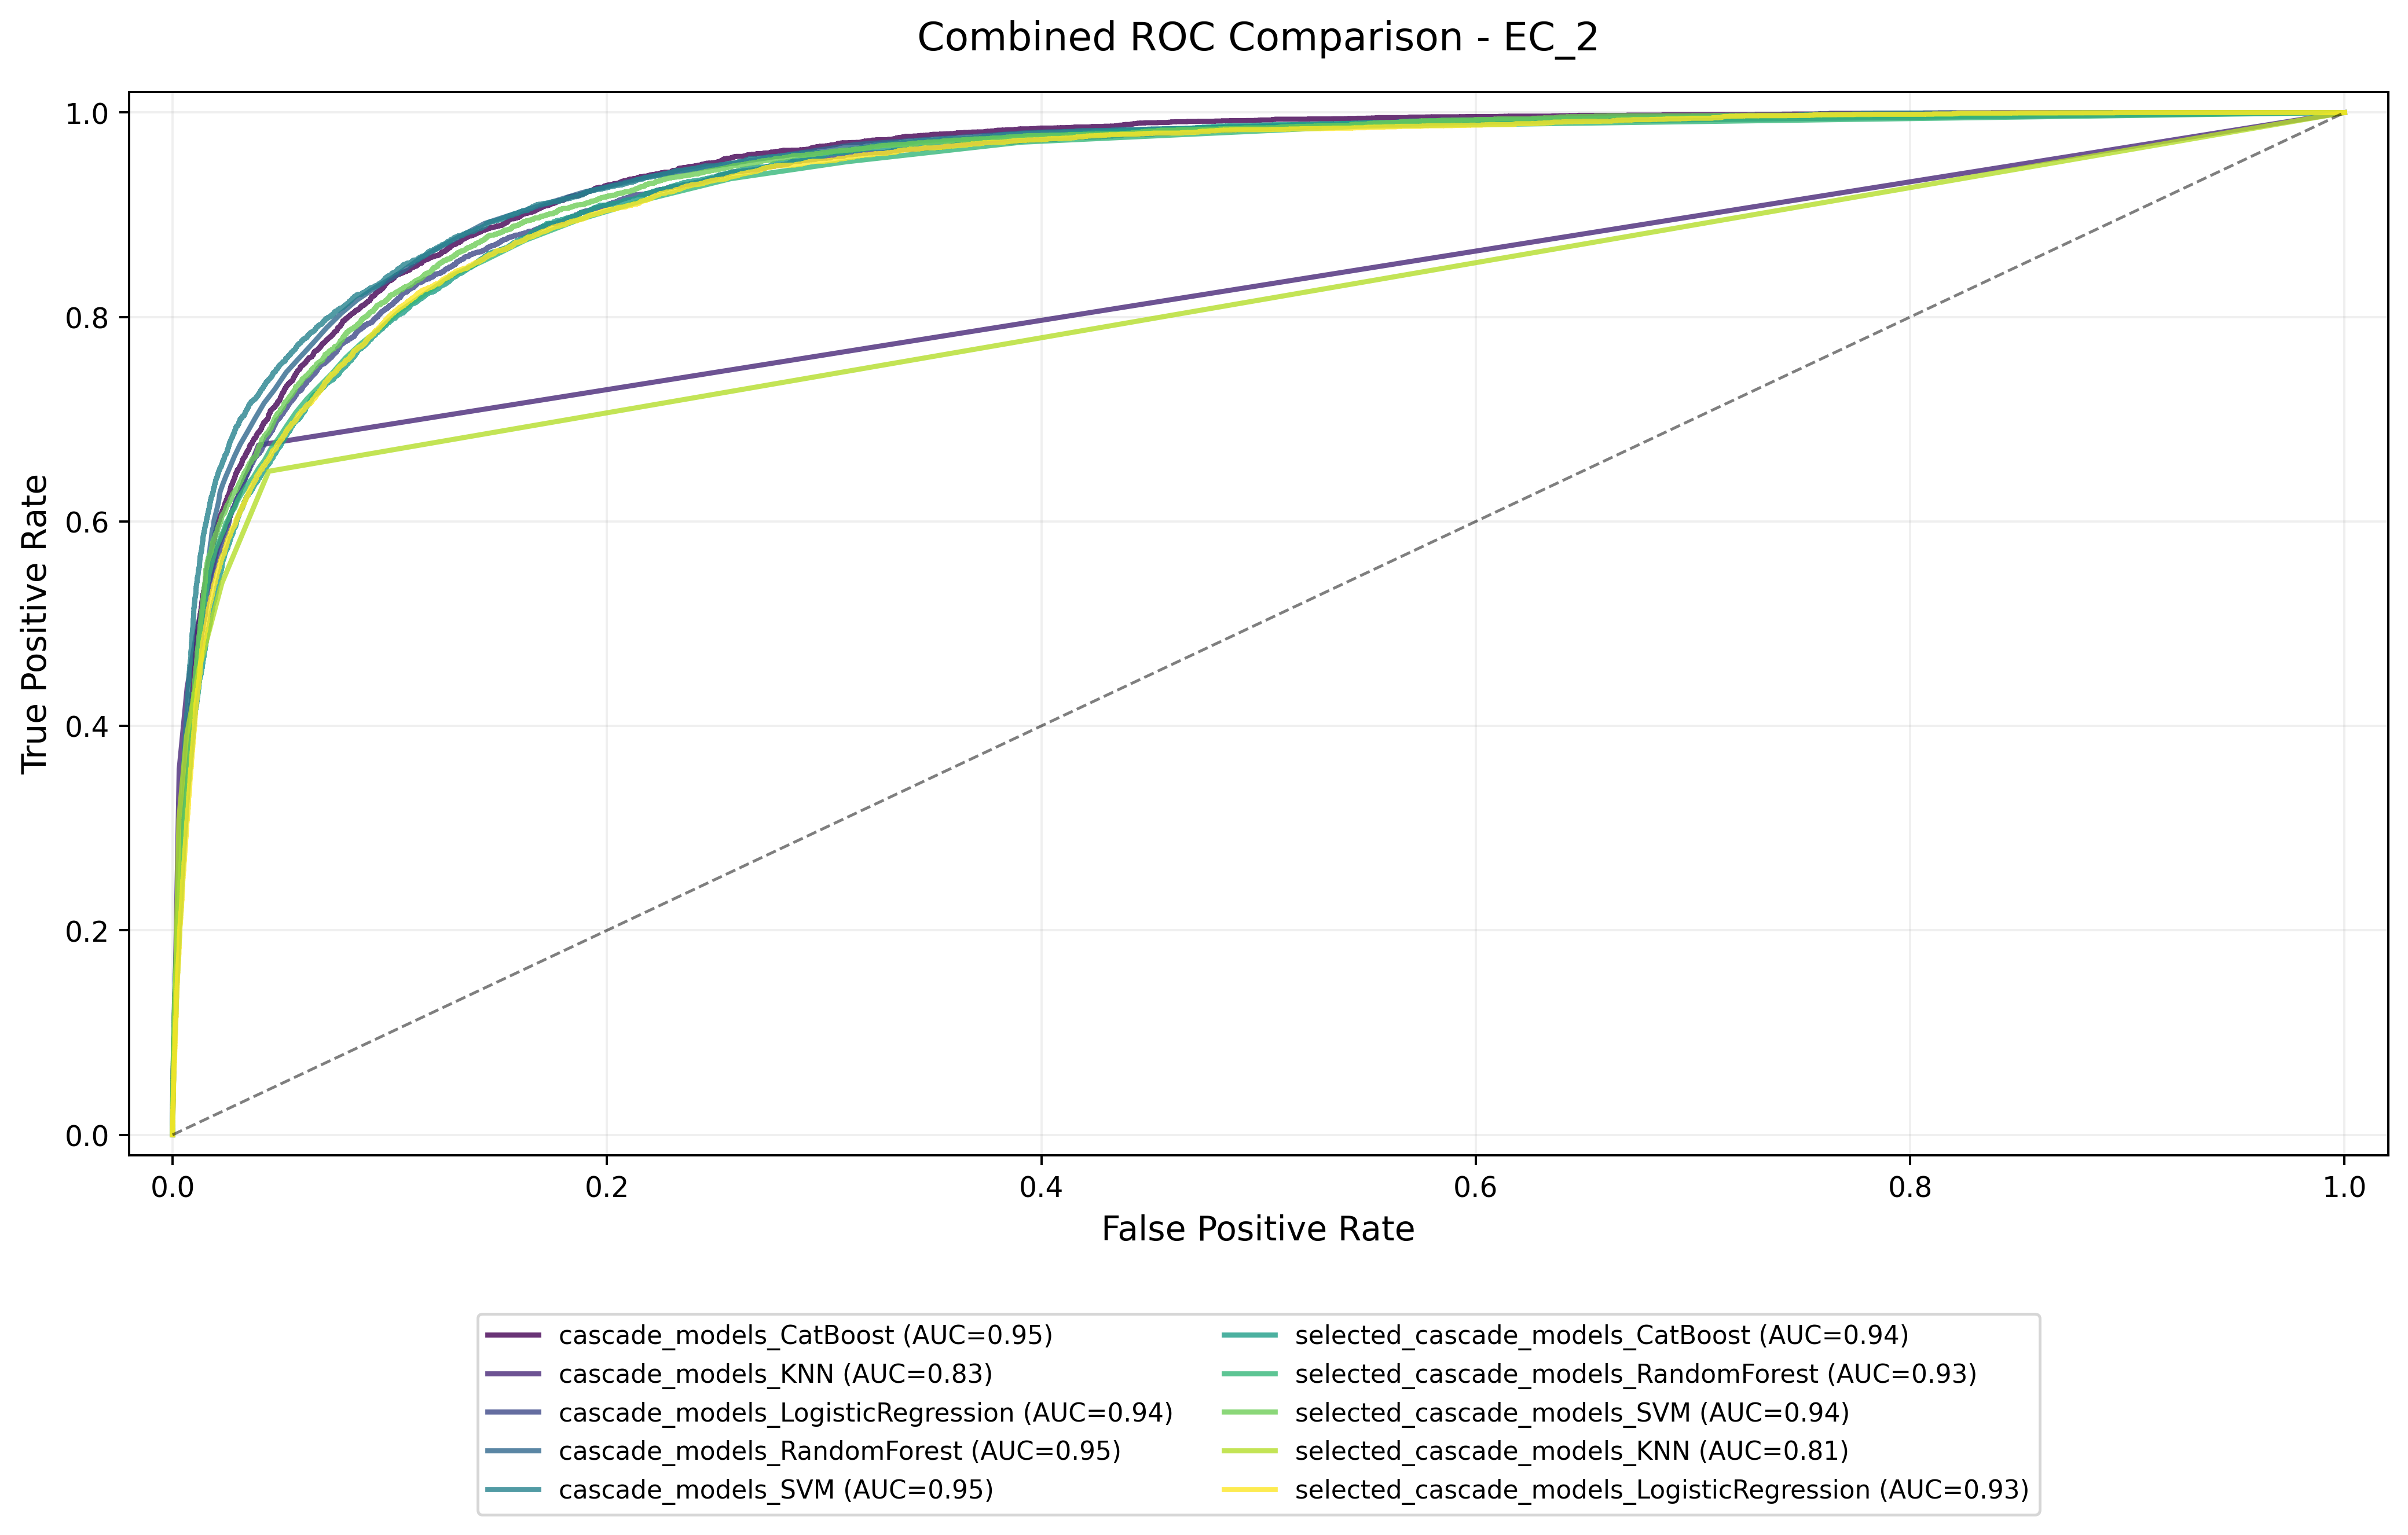 Combined ROC Comparison - EC_2
1.0
0.8
0.6
0.4
0.2
0.0
True Positive Rate
0.0 0.2 0.4 0.6 0.8 1.0
False Positive Rate
cascade_models_CatBoost (AUC=0.95)
cascade_models_KNN (AUC=0.83)
cascade_models_LogisticRegression (AUC=0.94)
cascade_models_RandomForest (AUC=0.95)
cascade_models_SVM (AUC=0.95)
selected_cascade_models_CatBoost (AUC=0.94)
selected_cascade_models_RandomForest (AUC=0.93)
selected_cascade_models_SVM (AUC=0.94)
selected_cascade_models_KNN (AUC=0.81)
selected_cascade_models_LogisticRegression (AUC=0.93)